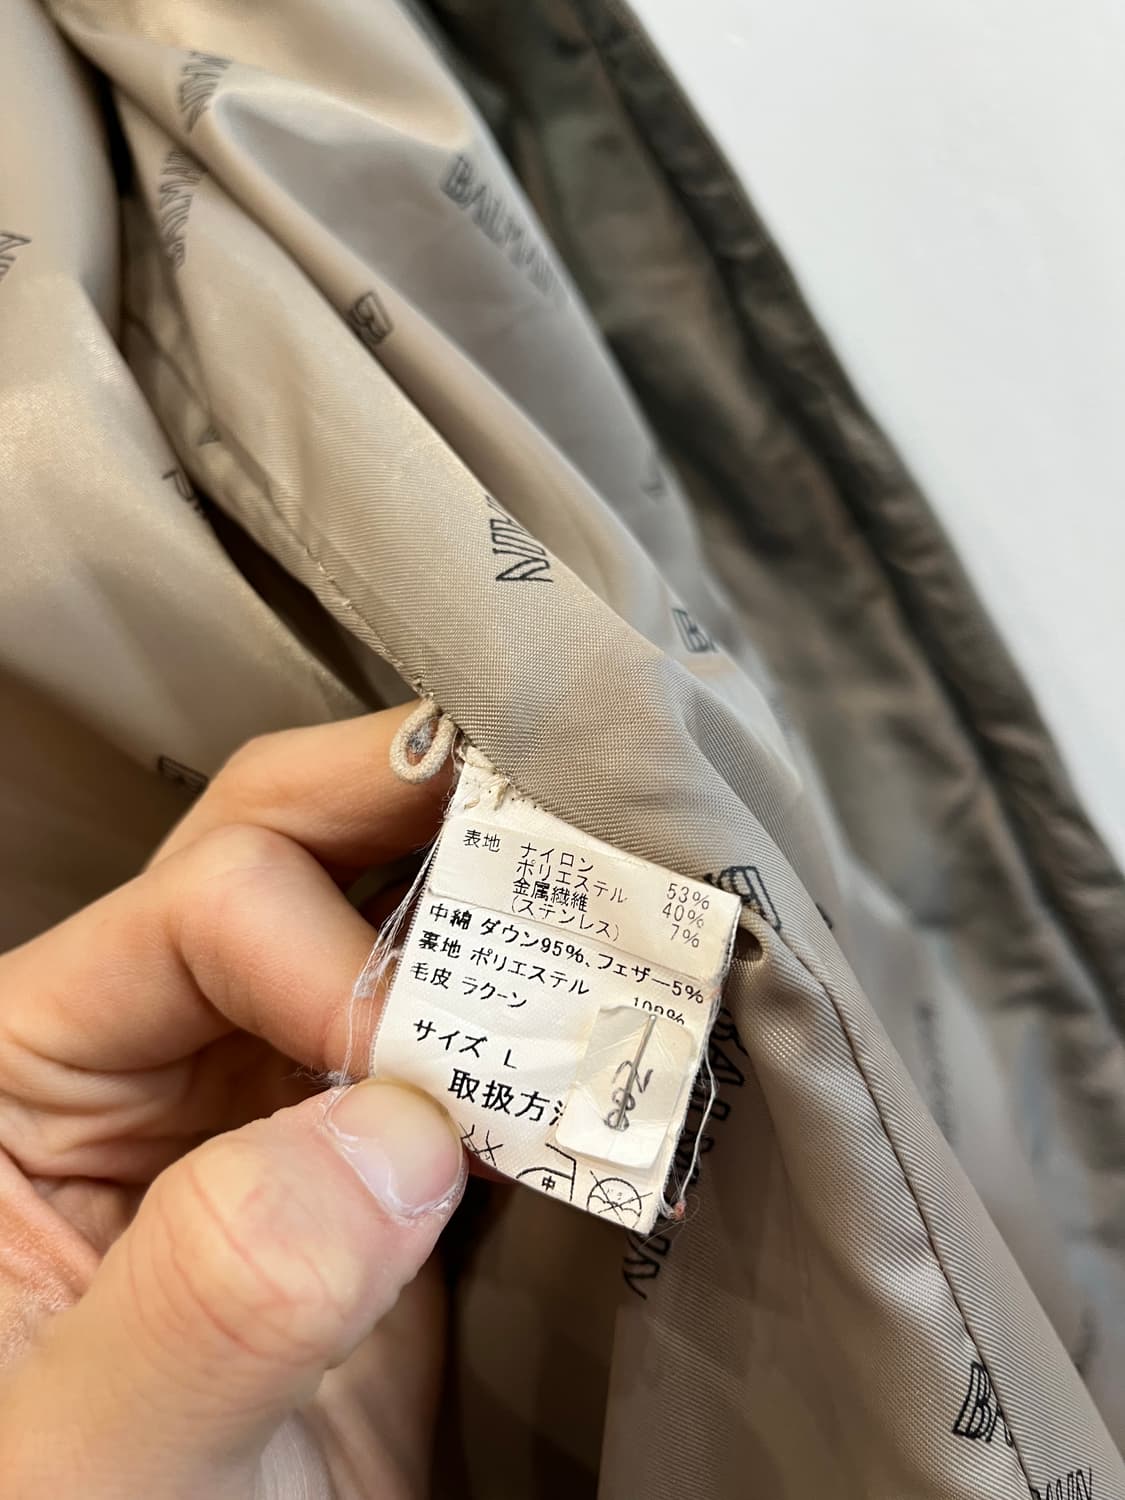 BALMAIN
表地 ナイロン 53%
ポリエステル 40%
金属繊維
(ステンレス) 7%
中綿 ダウン95%、フェザー5%
裏地 ポリエステル 100%
毛皮 ラクーン
サイズ L
取扱方法
中